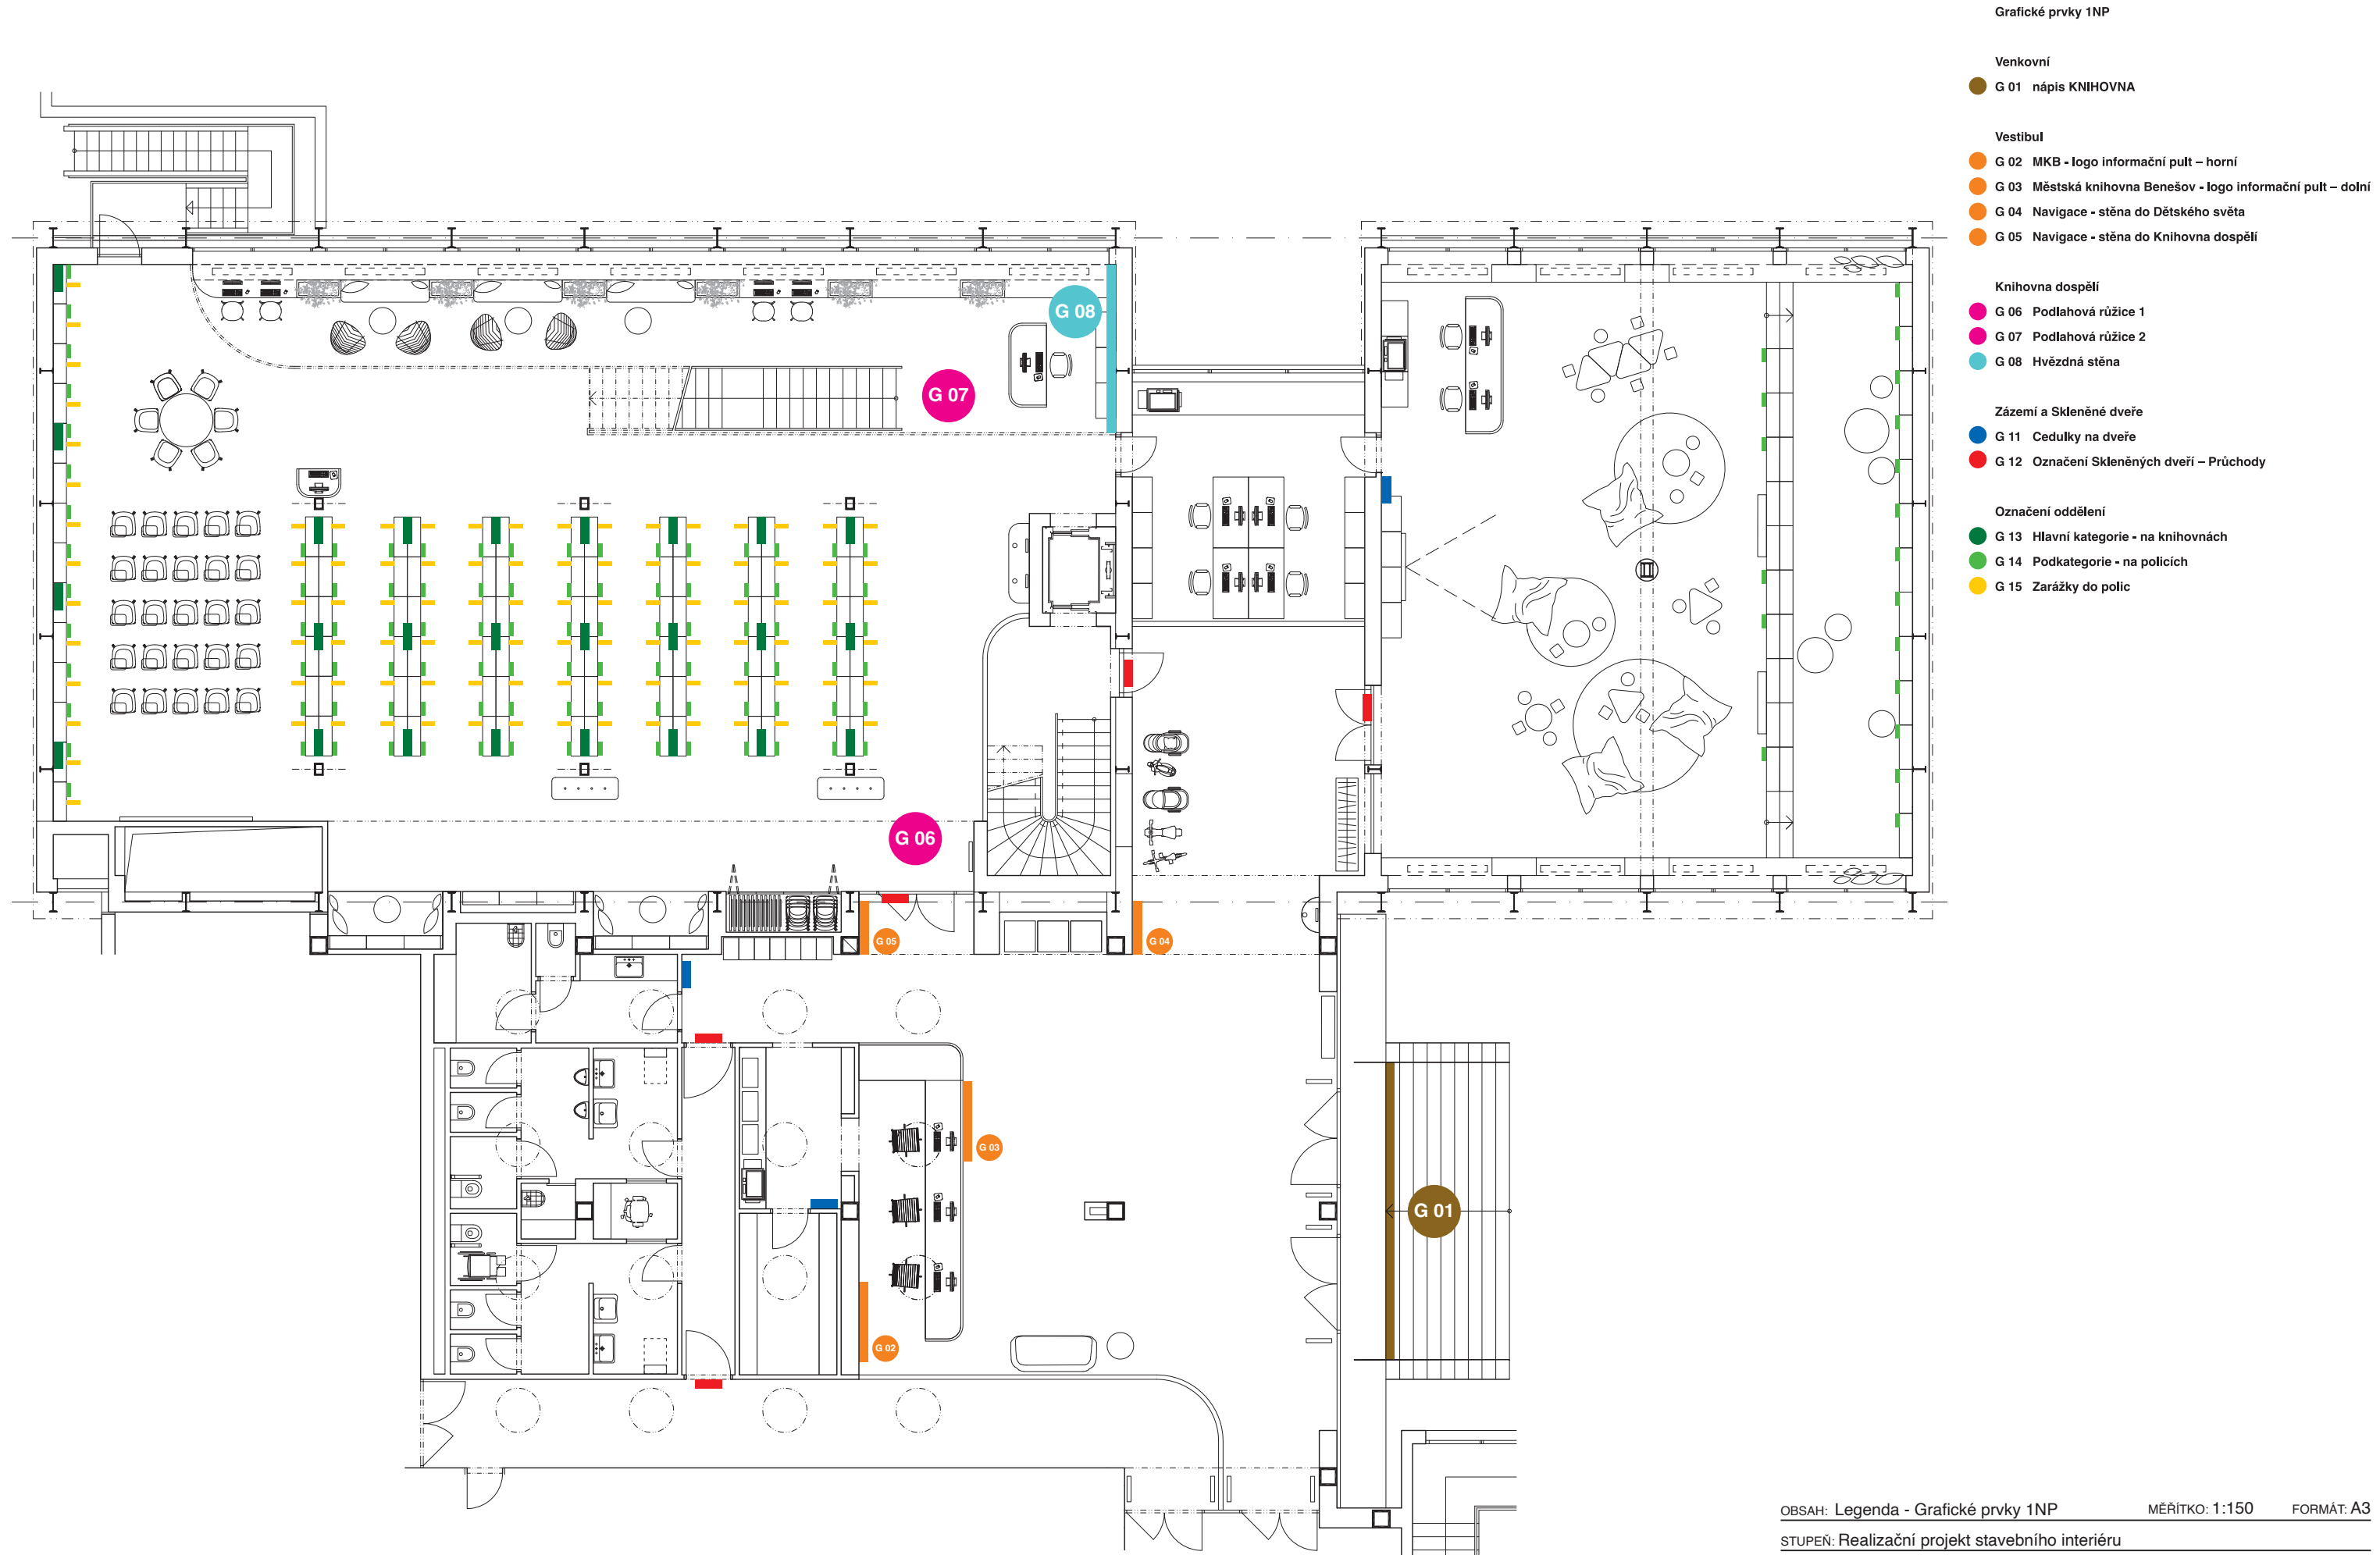 Grafické prvky 1NP
Venkovní
G 01 nápis KNIHOVNA
Vestibul
G 02 MKB - logo informační pult – horní
G 03 Městská knihovna Benešov - logo informační pult – dolní
G 04 Navigace - stěna do Dětského světa
G 05 Navigace - stěna do Knihovna dospělí
Knihovna dospělí
G 06 Podlahová růžice 1
G 07 Podlahová růžice 2
G 08 Hvězdná stěna
Zázemí a Skleněné dveře
G 11 Cedulky na dveře
G 12 Označení Skleněných dveří – Průchody
Označení oddělení
G 13 Hlavní kategorie - na knihovnách
G 14 Podkategorie - na policích
G 15 Zarážky do polic
G 08
G 07
G 06
G 05
G 04
G 03
G 01
G 02
OBSAH: Legenda - Grafické prvky 1NP MĚŘÍTKO: 1:150 FORMÁT: A3
STUPEŇ: Realizační projekt stavebního interiéru